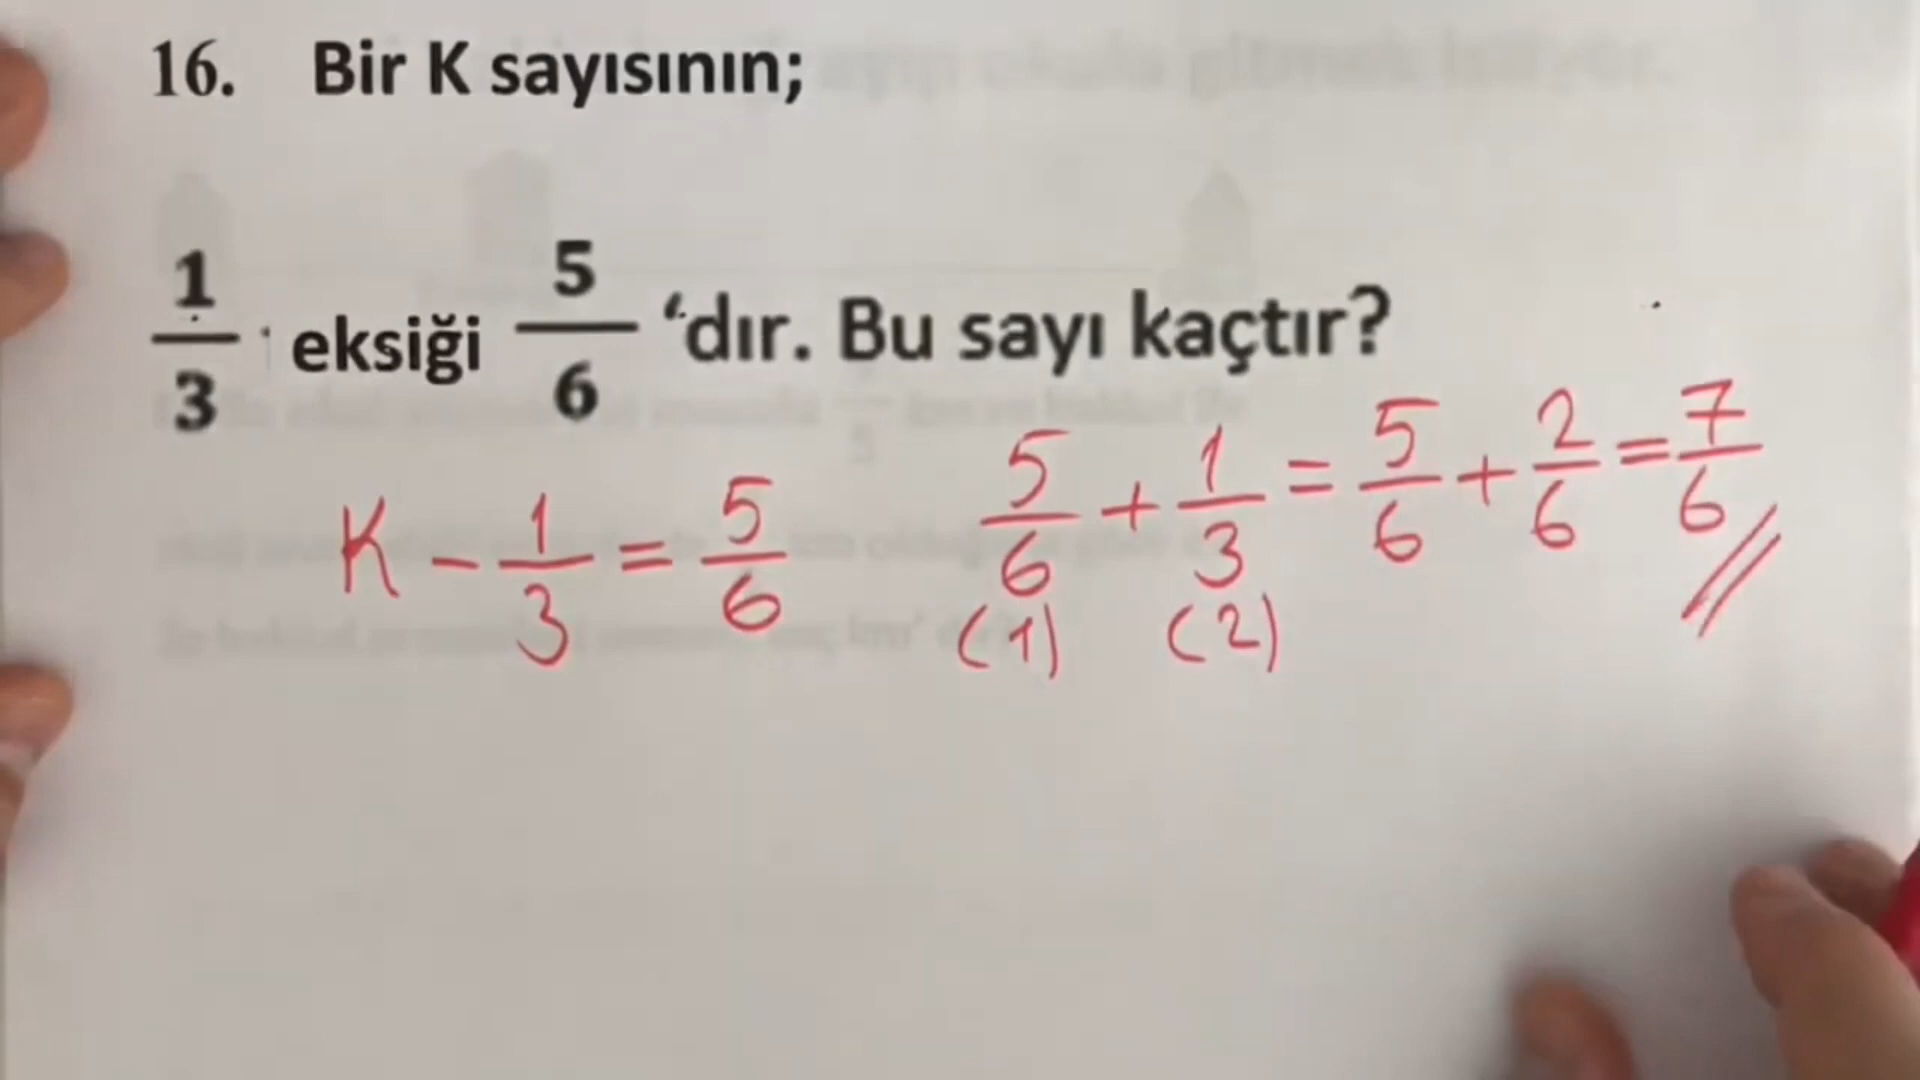 16. Bir K sayısının;
1/3 eksiği 5/6 ‘dır. Bu sayı kaçtır?
K - 1/3 = 5/6
5/6 + 1/3 = 5/6 + 2/6 = 7/6
(1) (2)